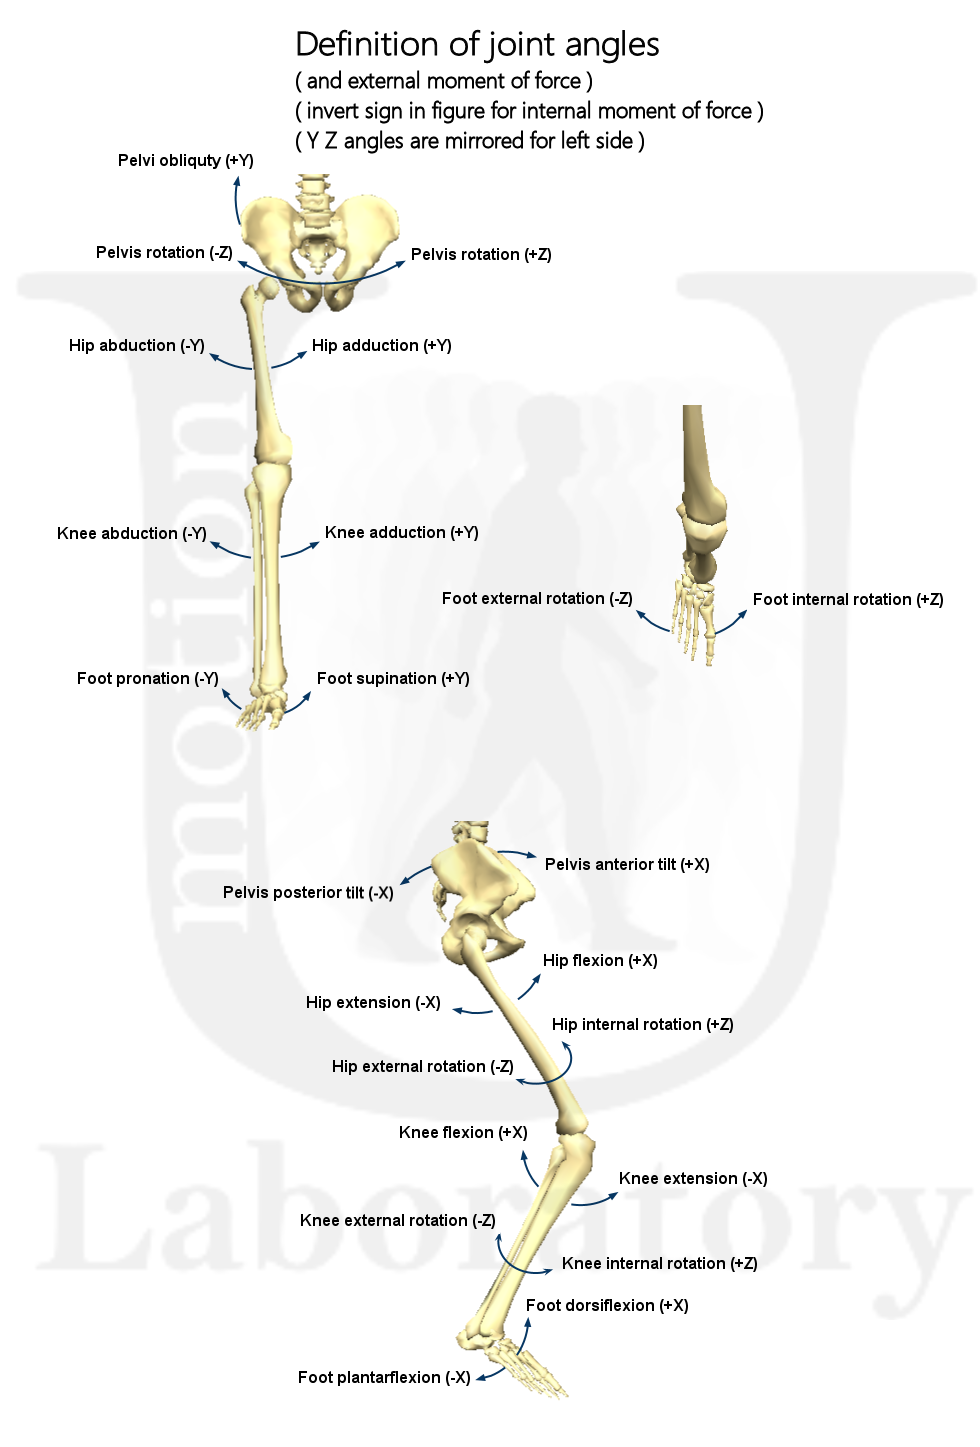 Definition of joint angles
( and external moment of force )
( invert sign in figure for internal moment of force )
( Y Z angles are mirrored for left side )
Pelvi obliquty (+Y)
Pelvis rotation (-Z)
Pelvis rotation (+Z)
Hip abduction (-Y)
Hip adduction (+Y)
Knee abduction (-Y)
Knee adduction (+Y)
Foot external rotation (-Z)
Foot internal rotation (+Z)
Foot pronation (-Y)
Foot supination (+Y)
Pelvis anterior tilt (+X)
Pelvis posterior tilt (-X)
Hip flexion (+X)
Hip extension (-X)
Hip internal rotation (+Z)
Hip external rotation (-Z)
Knee flexion (+X)
Knee extension (-X)
Knee external rotation (-Z)
Knee internal rotation (+Z)
Foot dorsiflexion (+X)
Foot plantarflexion (-X)
U
motion
Laboratory